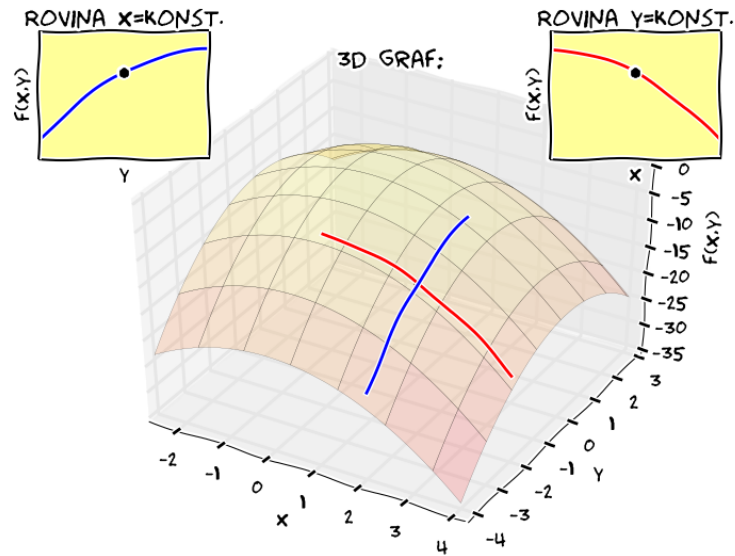 ROVINA X=KONST.
F(X,Y)
Y
3D GRAF:
ROVINA Y=KONST.
F(X,Y)
X
0
-5
-10
-15
-20
-25
-30
-35
F(X,Y)
-2
-1
0
1
2
3
4
X
-4
-3
-2
-1
0
1
2
3
Y